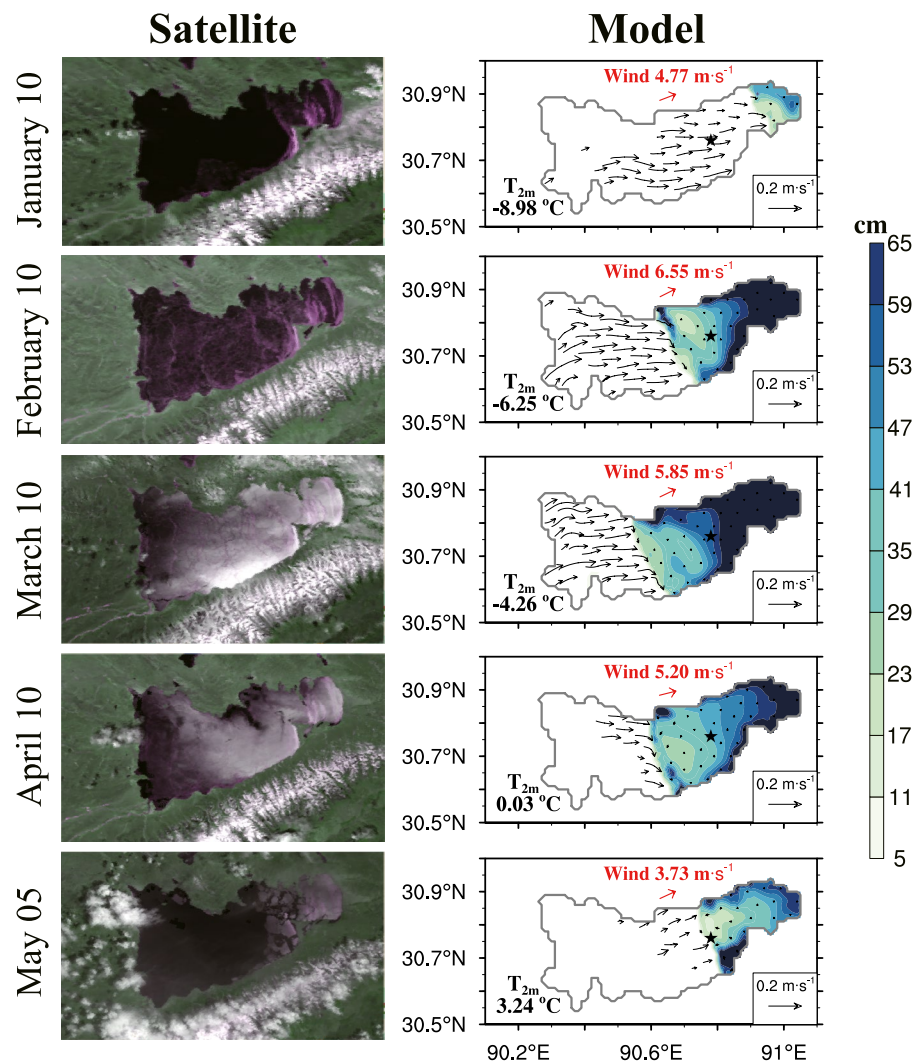 Satellite
Model
January 10
Wind 4.77 m·s⁻¹
30.9°N
30.7°N
30.5°N
T2m
-8.98 °C
0.2 m·s⁻¹
February 10
Wind 6.55 m·s⁻¹
30.9°N
30.7°N
30.5°N
T2m
-6.25 °C
0.2 m·s⁻¹
March 10
Wind 5.85 m·s⁻¹
30.9°N
30.7°N
30.5°N
T2m
-4.26 °C
0.2 m·s⁻¹
April 10
Wind 5.20 m·s⁻¹
30.9°N
30.7°N
30.5°N
T2m
0.03 °C
0.2 m·s⁻¹
May 05
Wind 3.73 m·s⁻¹
30.9°N
30.7°N
30.5°N
T2m
3.24 °C
0.2 m·s⁻¹
90.2°E
90.6°E
91°E
cm
65
59
53
47
41
35
29
23
17
11
5